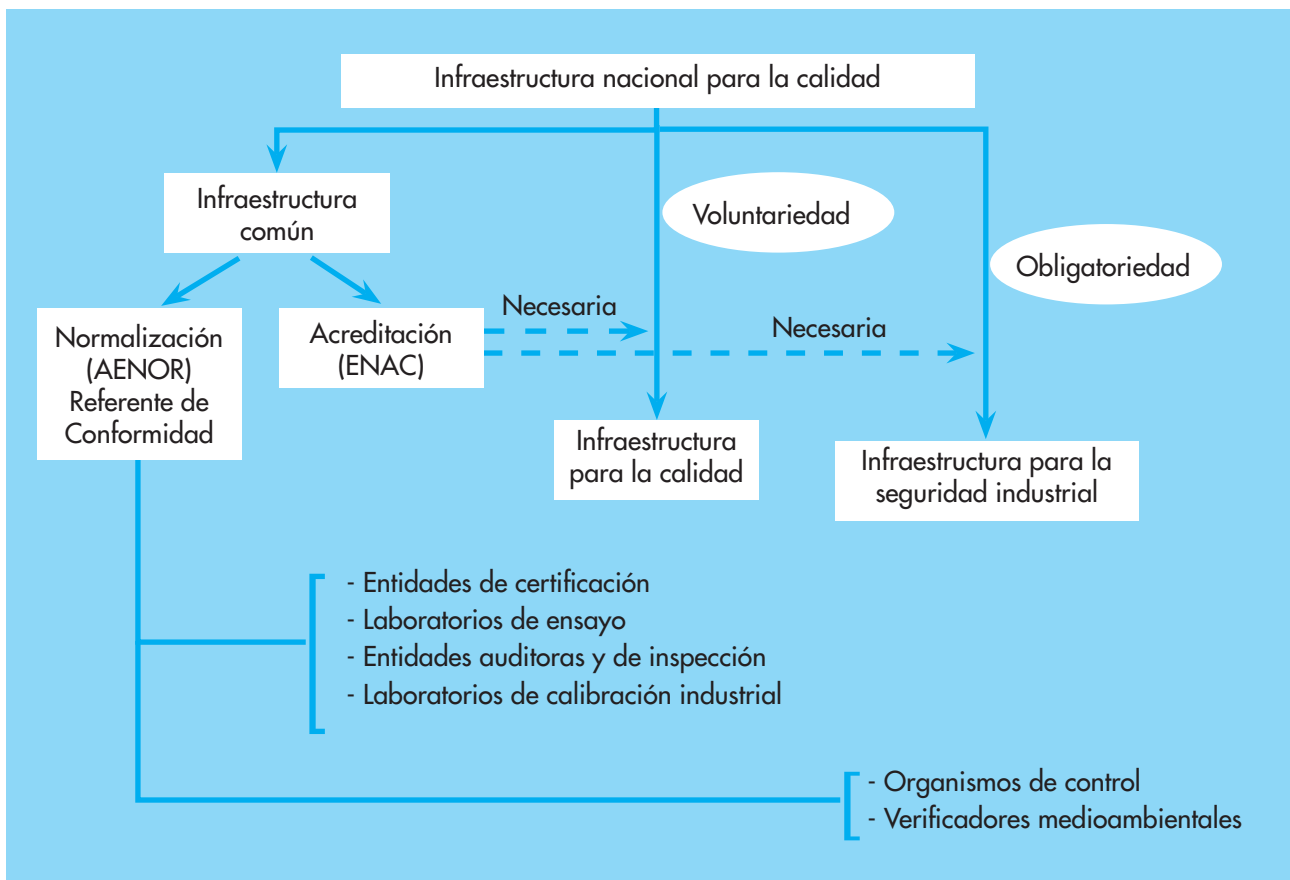 Infraestructura nacional para la calidad
Infraestructura
común
Voluntariedad
Obligatoriedad
Normalización
(AENOR)
Referente de
Conformidad
Acreditación
(ENAC)
Necesaria
Necesaria
Infraestructura
para la calidad
Infraestructura para la
seguridad industrial
- Entidades de certificación
- Laboratorios de ensayo
- Entidades auditoras y de inspección
- Laboratorios de calibración industrial
- Organismos de control
- Verificadores medioambientales